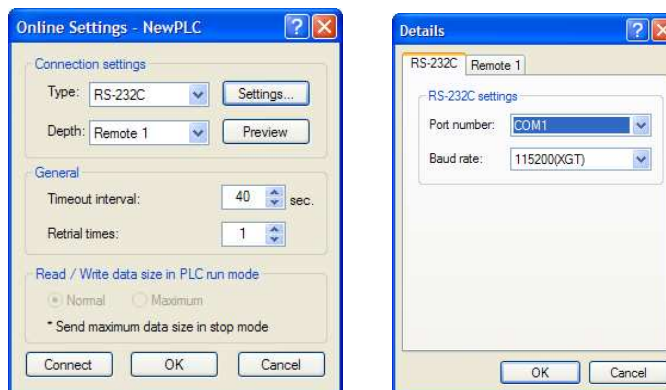 Online Settings - NewPLC
Connection settings
Type: RS-232C Settings...
Depth: Remote 1 Preview
General
Timeout interval: 40 sec.
Retrial times: 1
Read / Write data size in PLC run mode
Normal Maximum
* Send maximum data size in stop mode
Connect OK Cancel
Details
RS-232C Remote 1
RS-232C settings
Port number: COM1
Baud rate: 115200(XGT)
OK Cancel